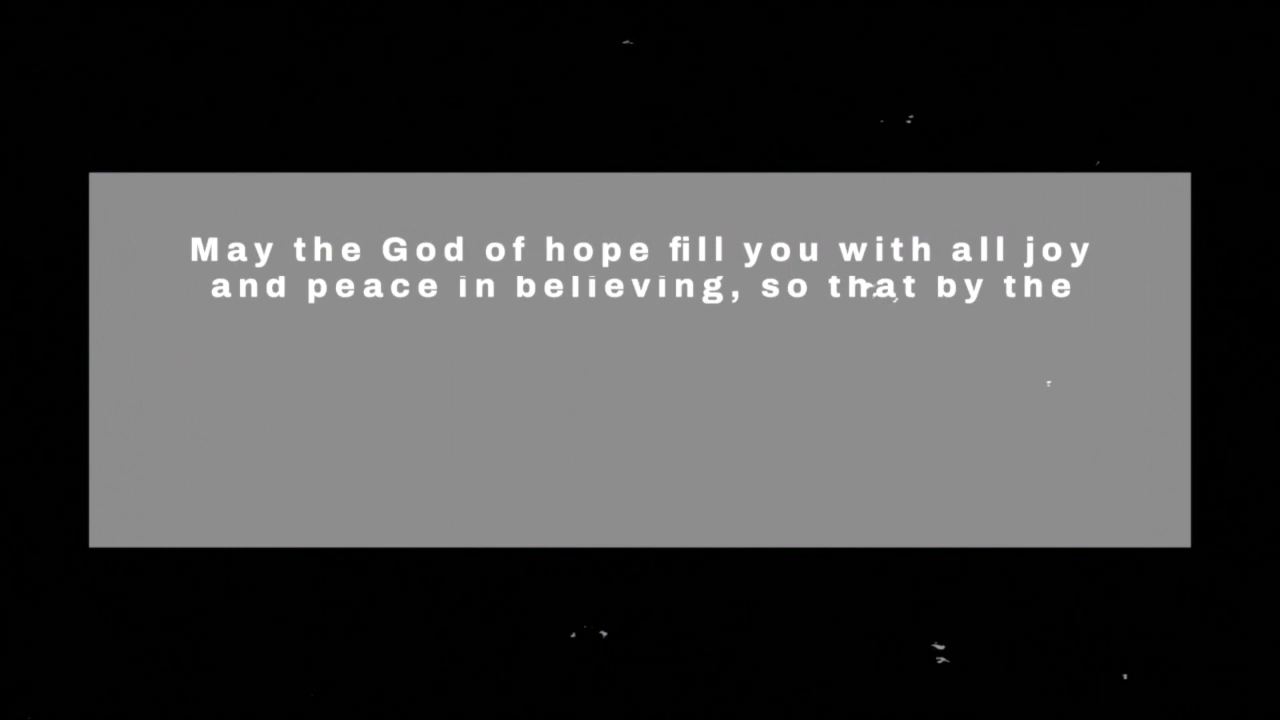 May the God of hope fill you with all joy
and peace in believing, so that by the